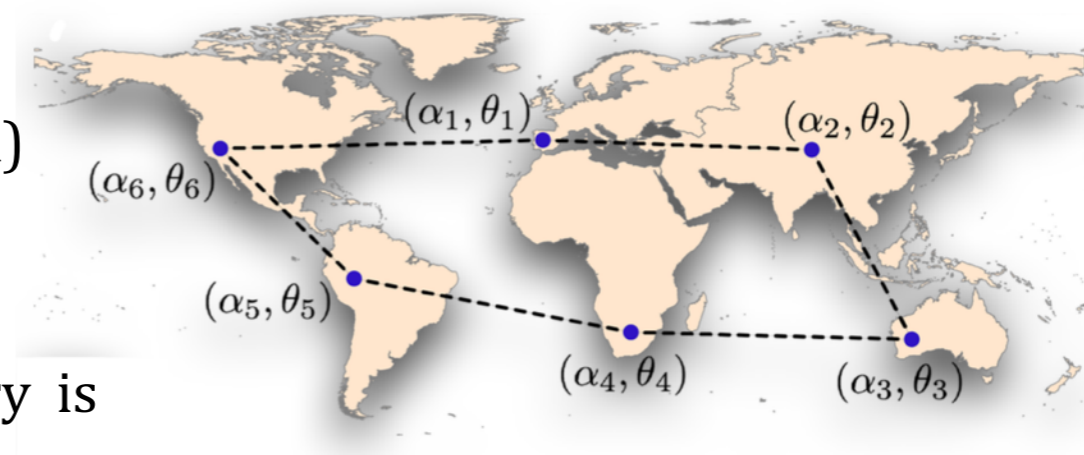 (α₁, θ₁)
(α₂, θ₂)
)
(α₆, θ₆)
(α₅, θ₅)
(α₄, θ₄)
(α₃, θ₃)
y is